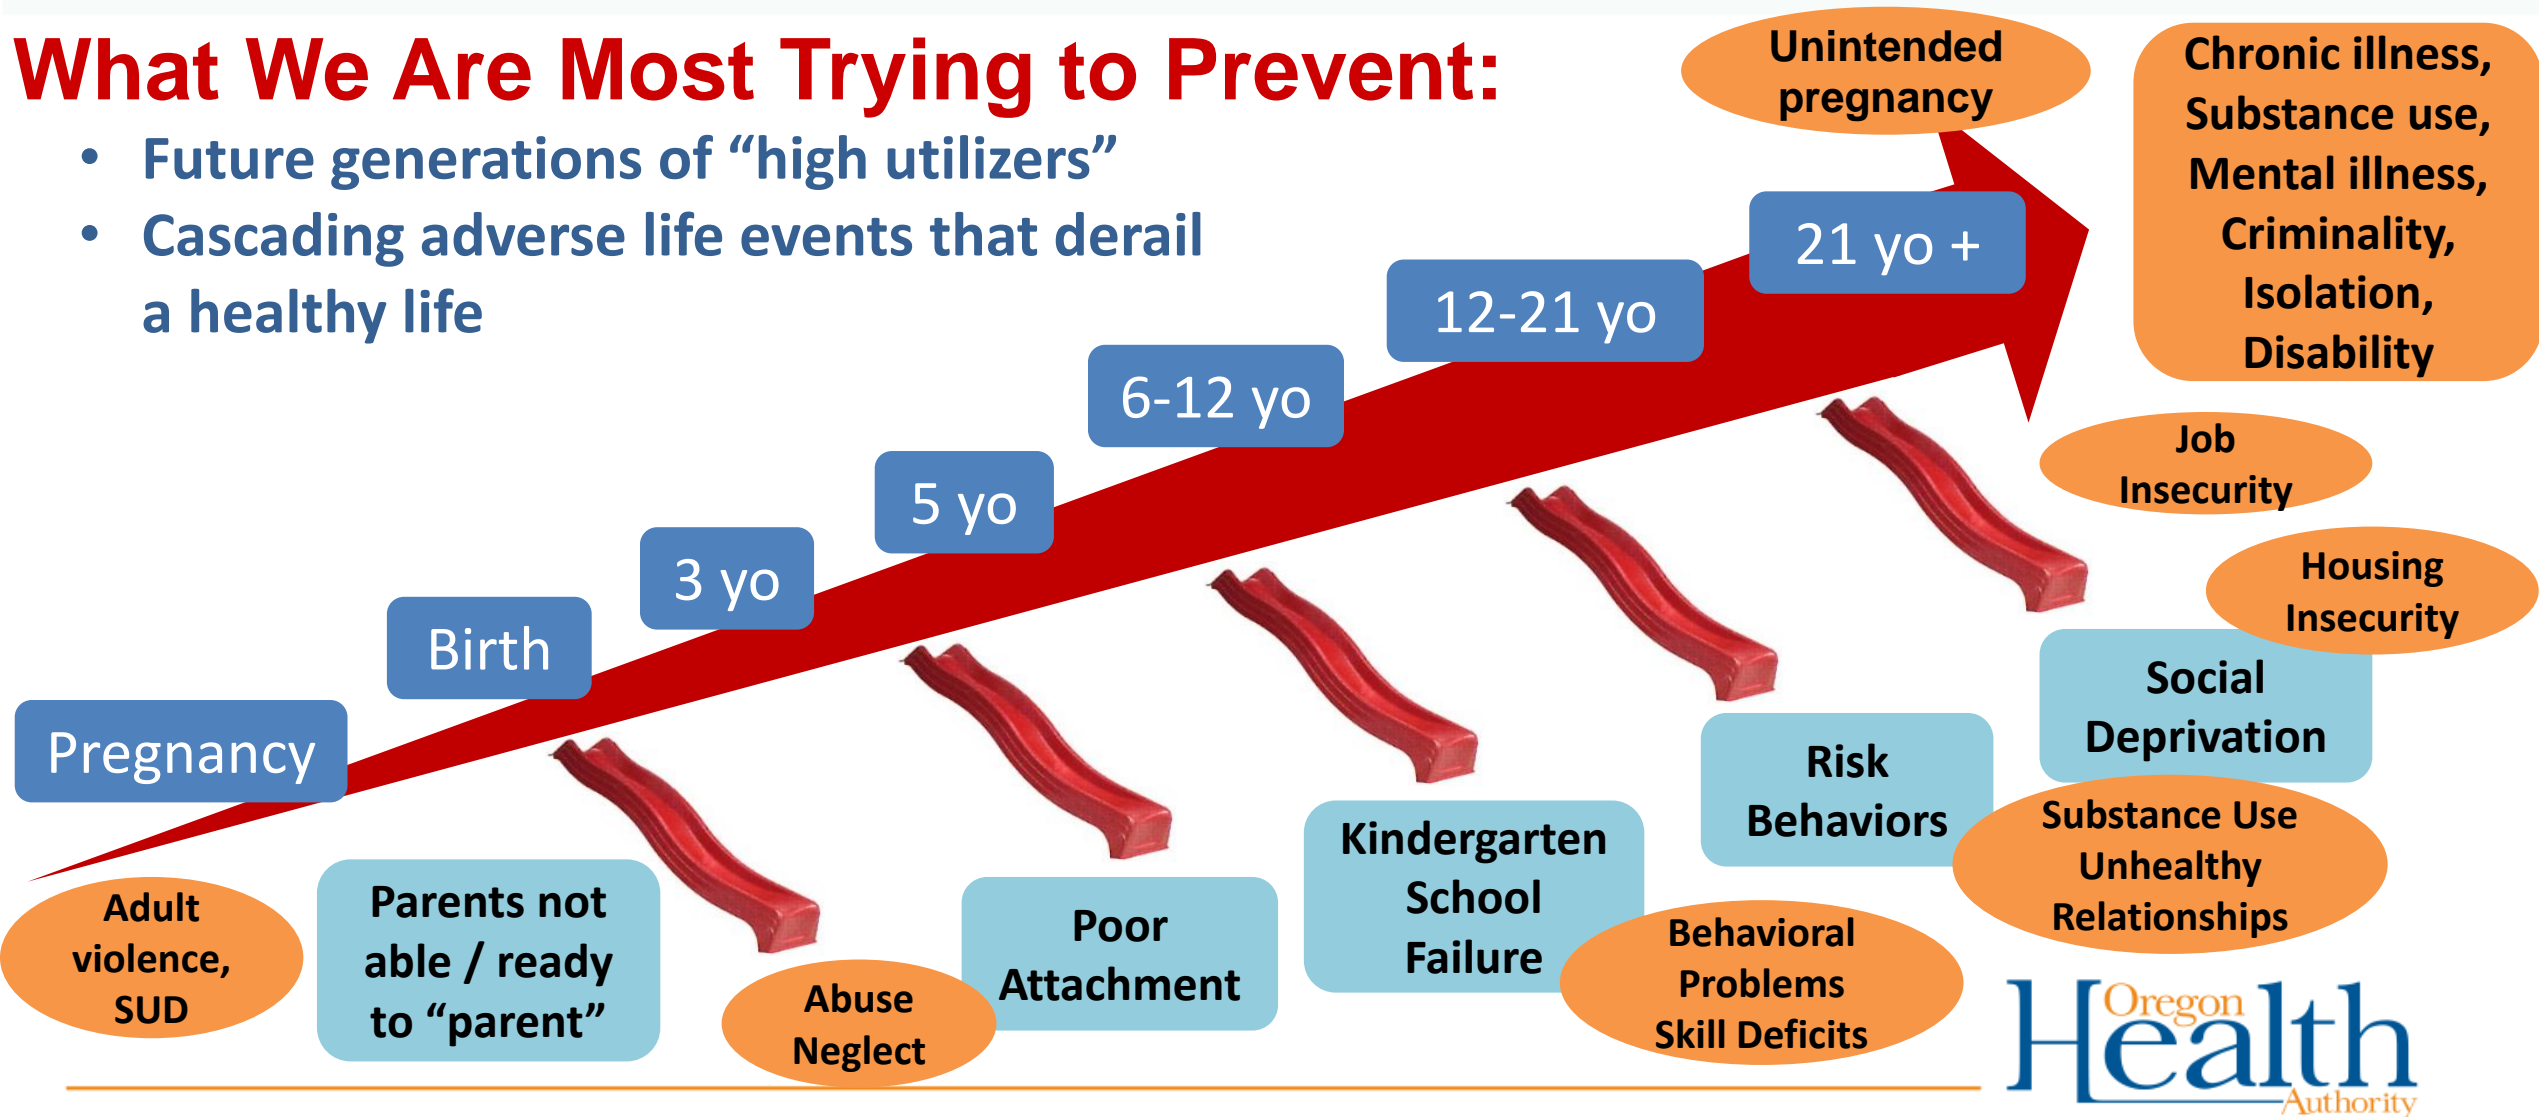 What We Are Most Trying to Prevent:
• Future generations of “high utilizers”
• Cascading adverse life events that derail
a healthy life
Unintended
pregnancy
Chronic illness,
Substance use,
Mental illness,
Criminality,
Isolation,
Disability
21 yo +
12-21 yo
6-12 yo
5 yo
3 yo
Birth
Pregnancy
Job
Insecurity
Housing
Insecurity
Social
Deprivation
Risk
Behaviors
Substance Use
Unhealthy
Relationships
Kindergarten
School
Failure
Behavioral
Problems
Skill Deficits
Poor
Attachment
Abuse
Neglect
Parents not
able / ready
to “parent”
Adult
violence,
SUD
Oregon
Health
Authority